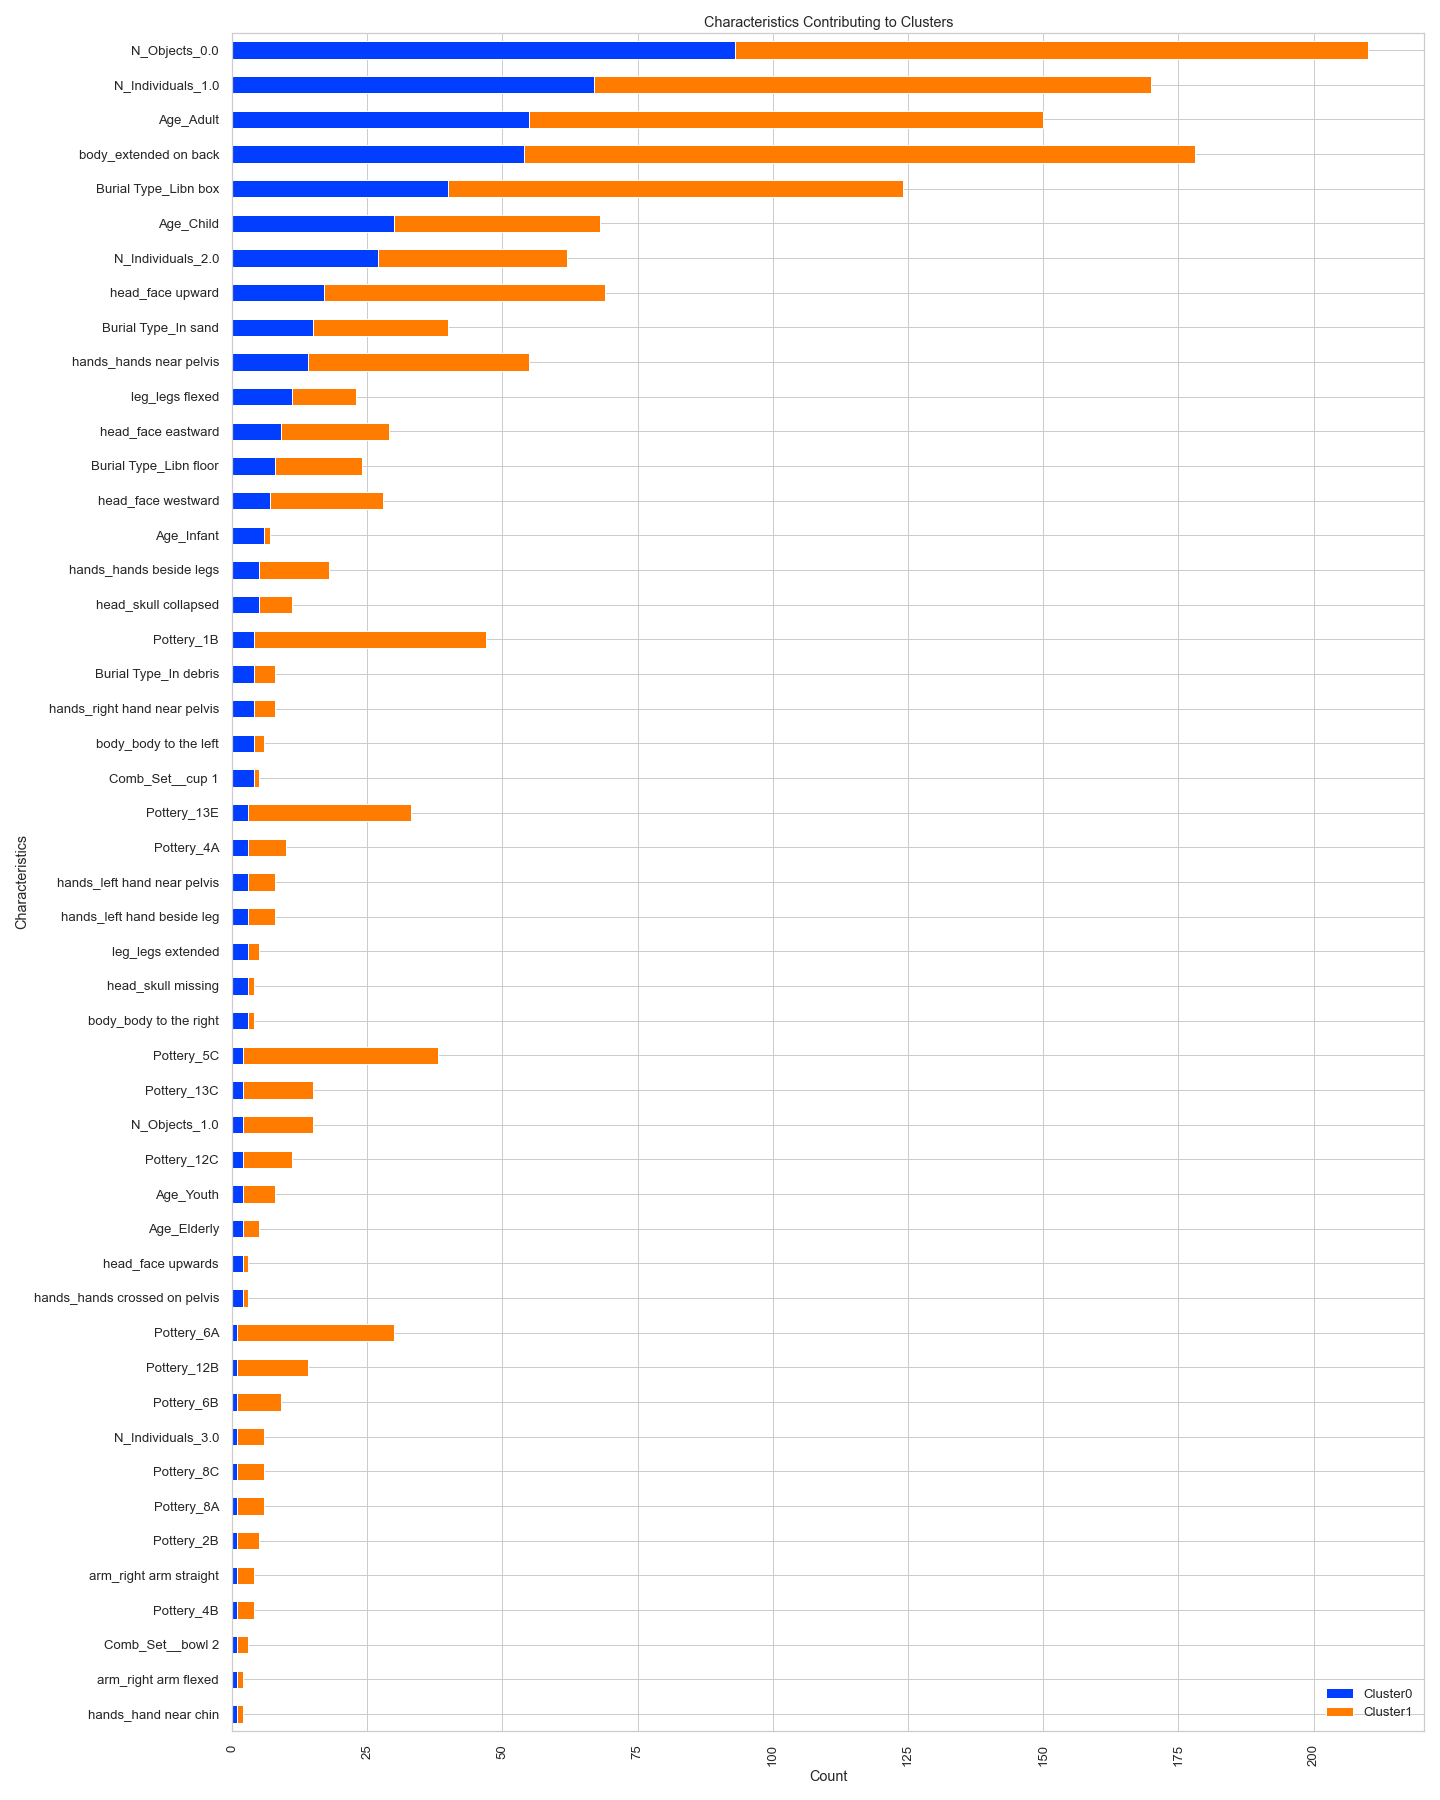 Characteristics Contributing to Clusters
N_Objects_0.0
N_Individuals_1.0
Age_Adult
body_extended on back
Burial Type_Libn box
Age_Child
N_Individuals_2.0
head_face upward
Burial Type_In sand
hands_hands near pelvis
leg_legs flexed
head_face eastward
Burial Type_Libn floor
head_face westward
Age_Infant
hands_hands beside legs
head_skull collapsed
Pottery_1B
Burial Type_In debris
hands_right hand near pelvis
body_body to the left
Comb_Set__cup 1
Pottery_13E
Pottery_4A
hands_left hand near pelvis
hands_left hand beside leg
leg_legs extended
head_skull missing
body_body to the right
Pottery_5C
Pottery_13C
N_Objects_1.0
Pottery_12C
Age_Youth
Age_Elderly
head_face upwards
hands_hands crossed on pelvis
Pottery_6A
Pottery_12B
Pottery_6B
N_Individuals_3.0
Pottery_8C
Pottery_8A
Pottery_2B
arm_right arm straight
Pottery_4B
Comb_Set__bowl 2
arm_right arm flexed
hands_hand near chin
Characteristics
Cluster0
Cluster1
0 25 50 75 100 125 150 175 200
Count